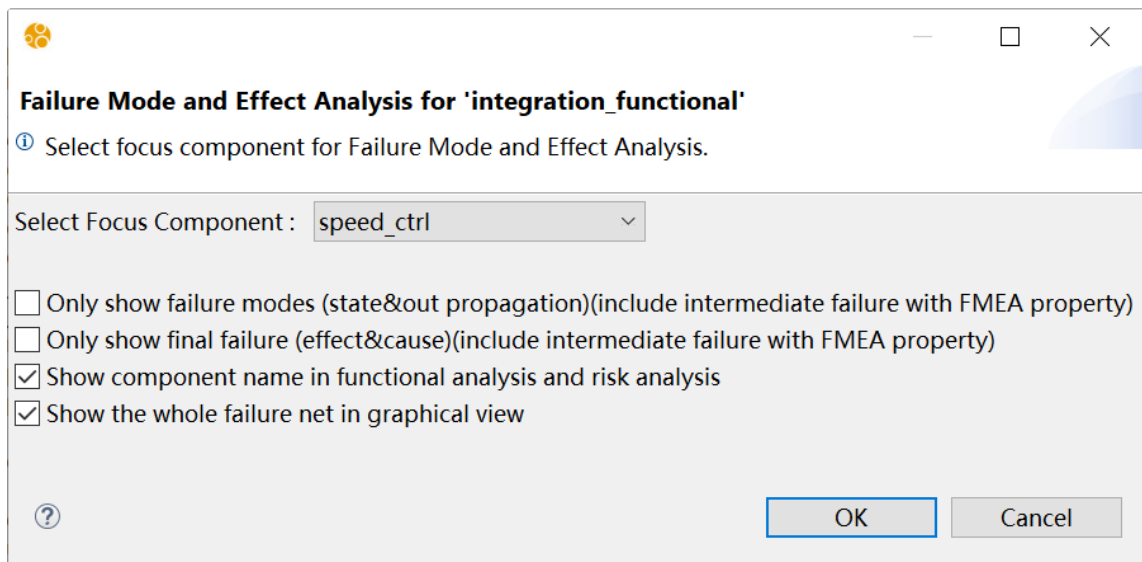 Failure Mode and Effect Analysis for 'integration_functional'
Select focus component for Failure Mode and Effect Analysis.
Select Focus Component : speed_ctrl
Only show failure modes (state&out propagation)(include intermediate failure with FMEA property)
Only show final failure (effect&cause)(include intermediate failure with FMEA property)
Show component name in functional analysis and risk analysis
Show the whole failure net in graphical view
OK Cancel